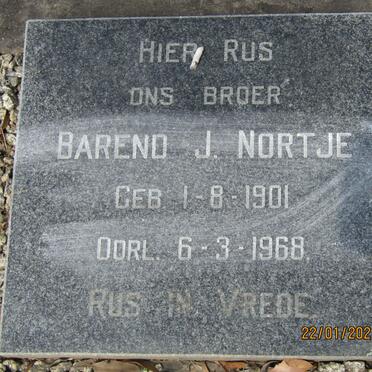 HIER RUS
ONS BROER
BAREND J. NORTJE
GEB 1-8-1901
OORL. 6-3-1968
RUS IN VREDE